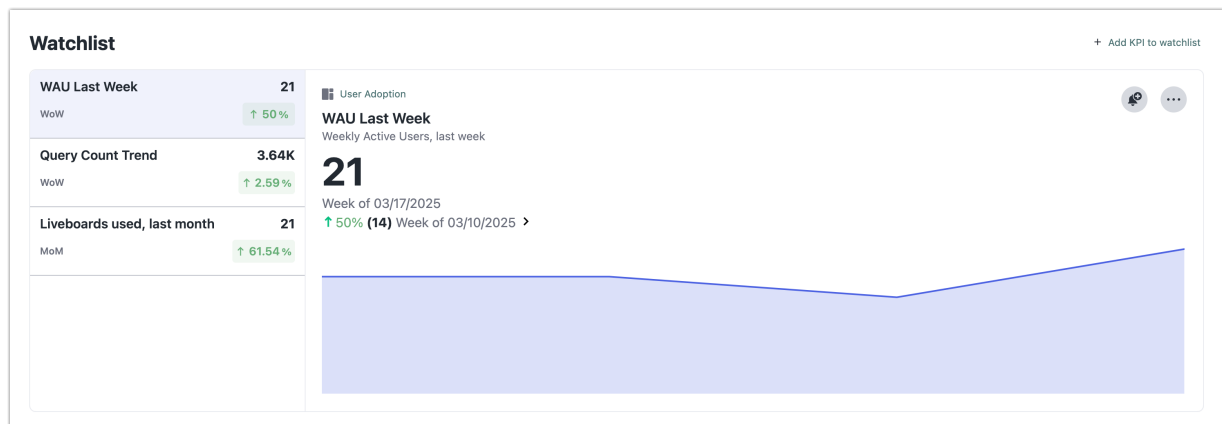 Watchlist
+ Add KPI to watchlist
WAU Last Week 21
WoW ↑ 50%
Query Count Trend 3.64K
WoW ↑ 2.59%
Liveboards used, last month 21
MoM ↑ 61.54%
User Adoption
WAU Last Week
Weekly Active Users, last week
21
Week of 03/17/2025
↑ 50% (14) Week of 03/10/2025 >